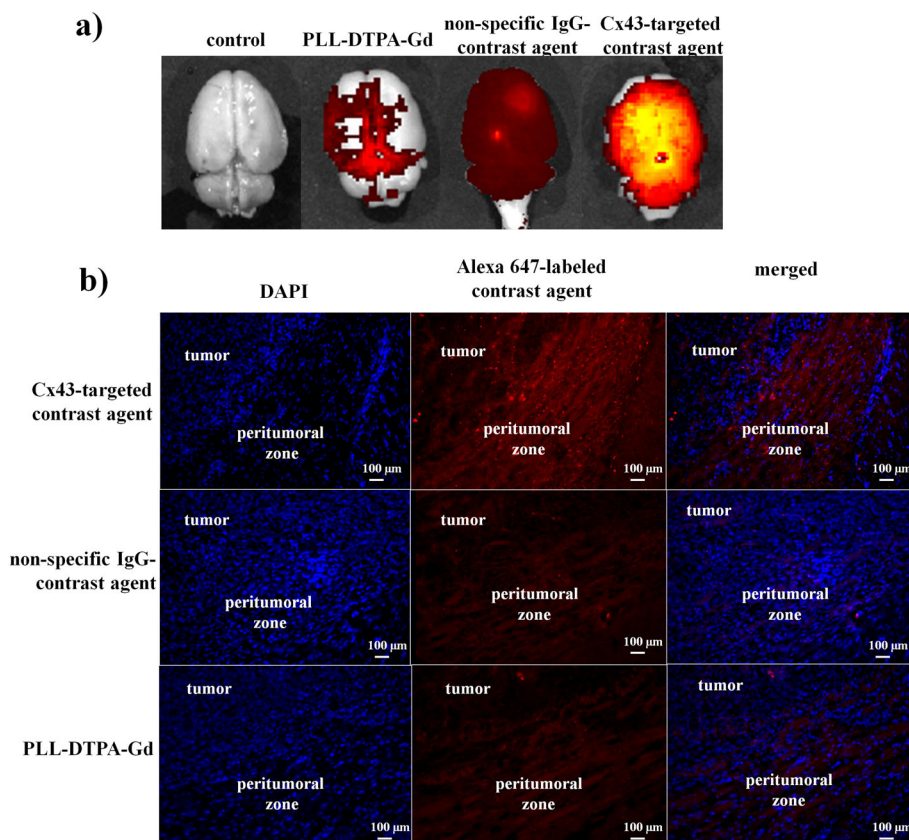 a)
control
PLL-DTPA-Gd
non-specific IgG-
contrast agent
Cx43-targeted
contrast agent
b)
DAPI
Alexa 647-labeled
contrast agent
merged
Cx43-targeted
contrast agent
tumor
peritumoral
zone
100 µm
tumor
peritumoral
zone
100 µm
tumor
peritumoral
zone
100 µm
non-specific IgG-
contrast agent
tumor
peritumoral
zone
100 µm
tumor
peritumoral
zone
100 µm
tumor
peritumoral
zone
100 µm
PLL-DTPA-Gd
tumor
peritumoral
zone
100 µm
tumor
peritumoral
zone
100 µm
tumor
peritumoral
zone
100 µm